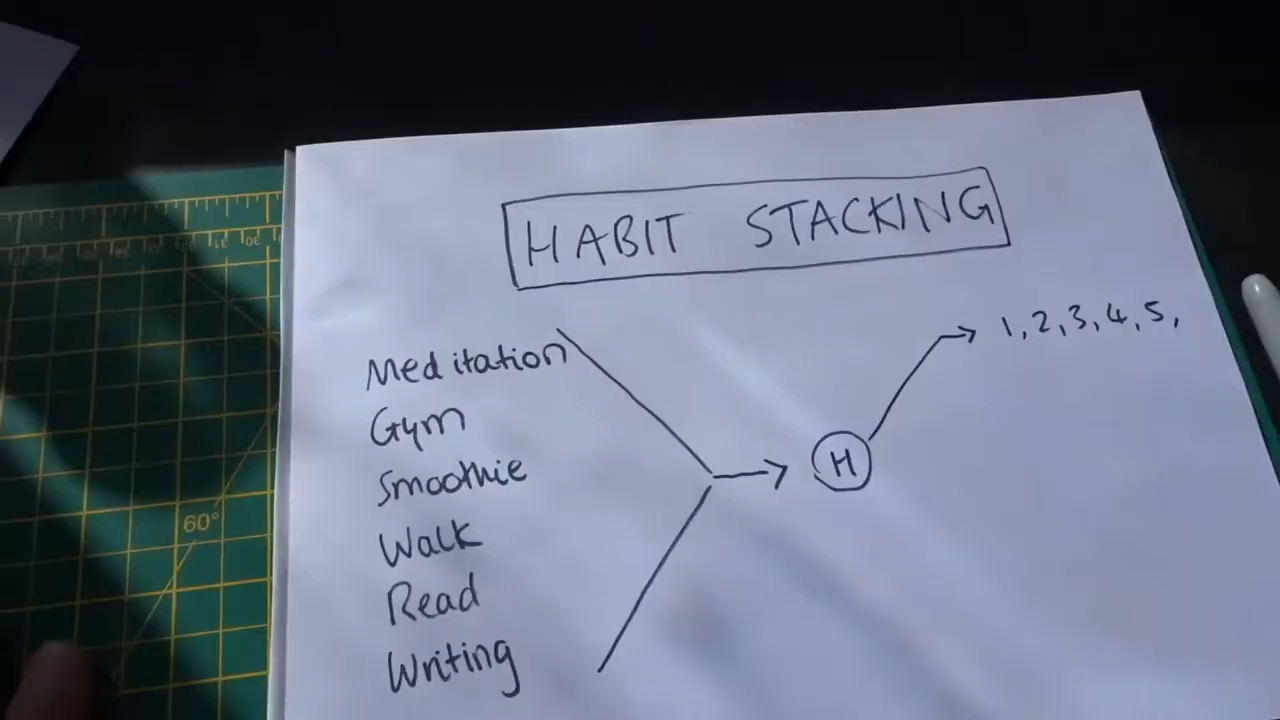 HABIT STACKING
Meditation
Gym
Smoothie
Walk
Read
Writing
H
1, 2, 3, 4, 5,
60°